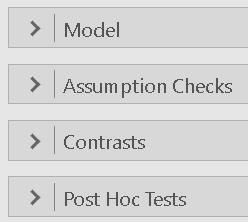 Model
Assumption Checks
Contrasts
Post Hoc Tests